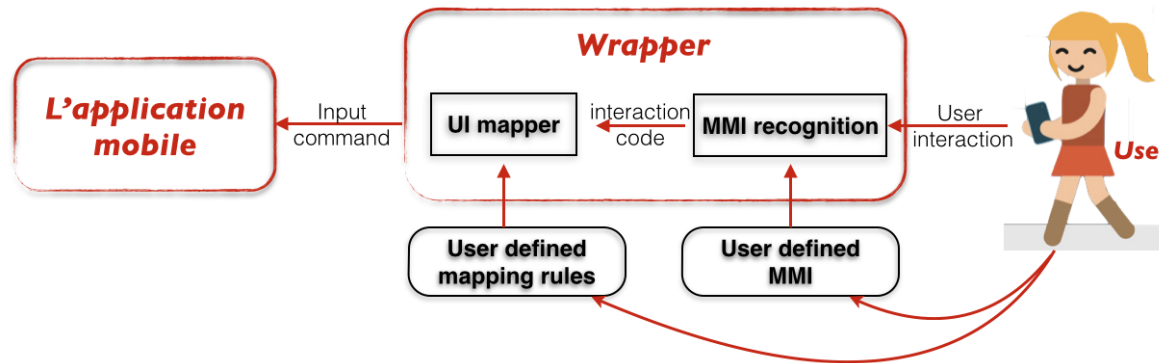 Wrapper
L'application
mobile
Input
command
UI mapper
interaction
code
MMI recognition
User
interaction
Use
User defined
mapping rules
User defined
MMI